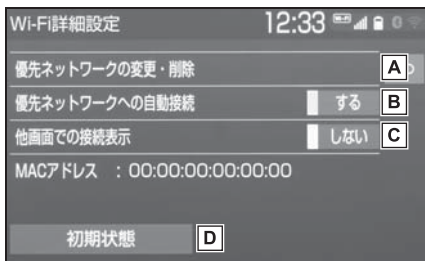 Wi-Fi詳細設定 12:33
優先ネットワークの変更・削除 A
優先ネットワークへの自動接続 する B
他画面での接続表示 しない C
MACアドレス : 00:00:00:00:00:00
初期状態 D